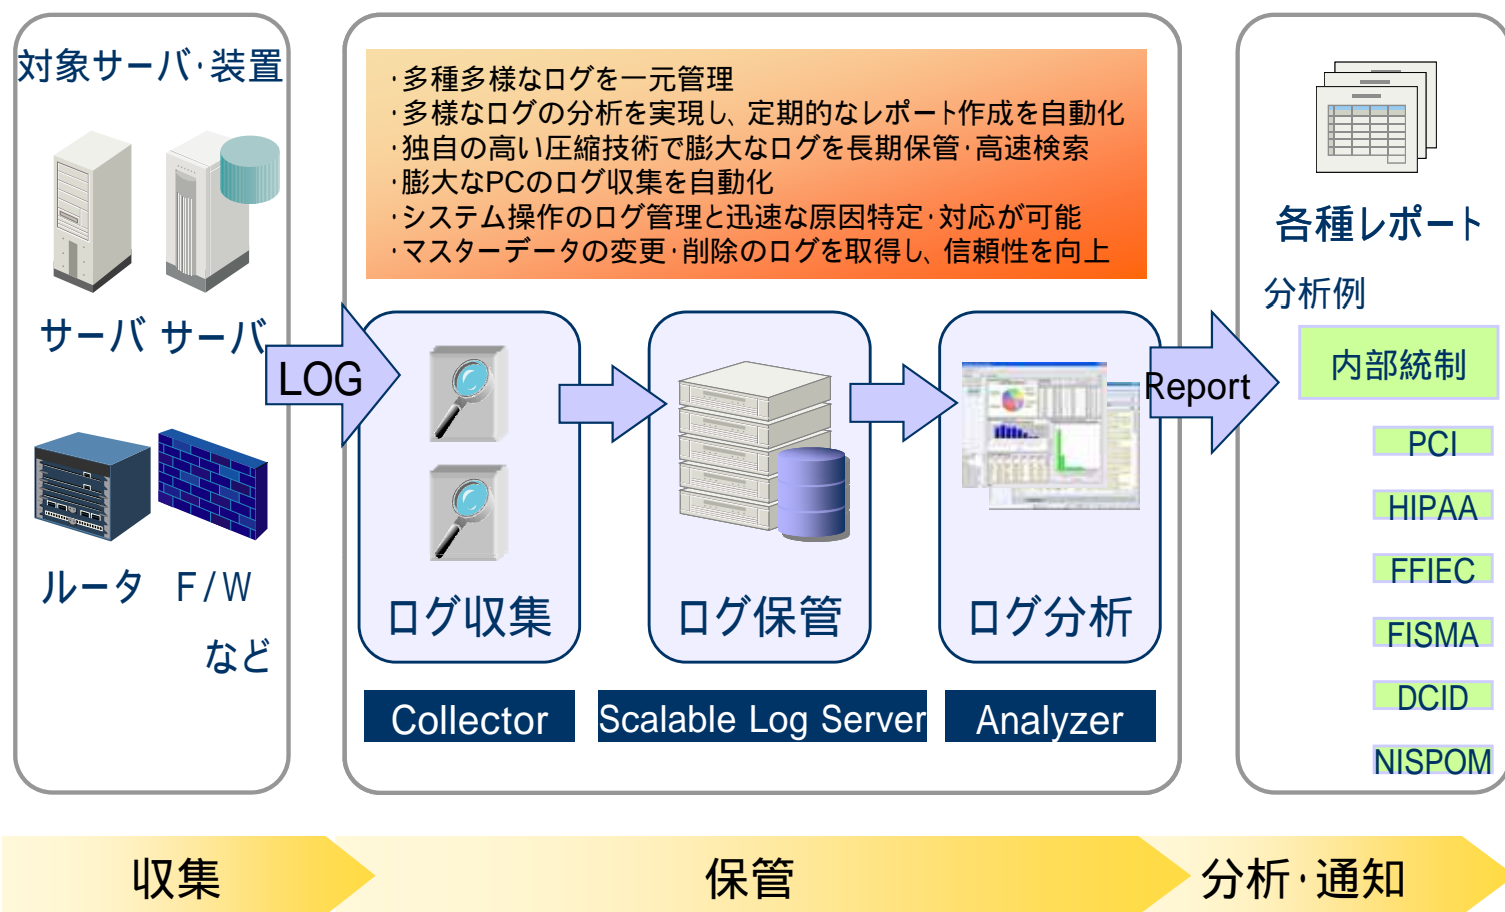 対象サーバ・装置
サーバ サーバ
ルータ F/W
など
LOG
・多種多様なログを一元管理
・多様なログの分析を実現し、定期的なレポート作成を自動化
・独自の高い圧縮技術で膨大なログを長期保管・高速検索
・膨大なPCのログ収集を自動化
・システム操作のログ管理と迅速な原因特定・対応が可能
・マスターデータの変更・削除のログを取得し、信頼性を向上
ログ収集
ログ保管
ログ分析
Collector
Scalable Log Server
Analyzer
Report
各種レポート
分析例
内部統制
PCI
HIPAA
FFIEC
FISMA
DCID
NISPOM
収集
保管
分析・通知